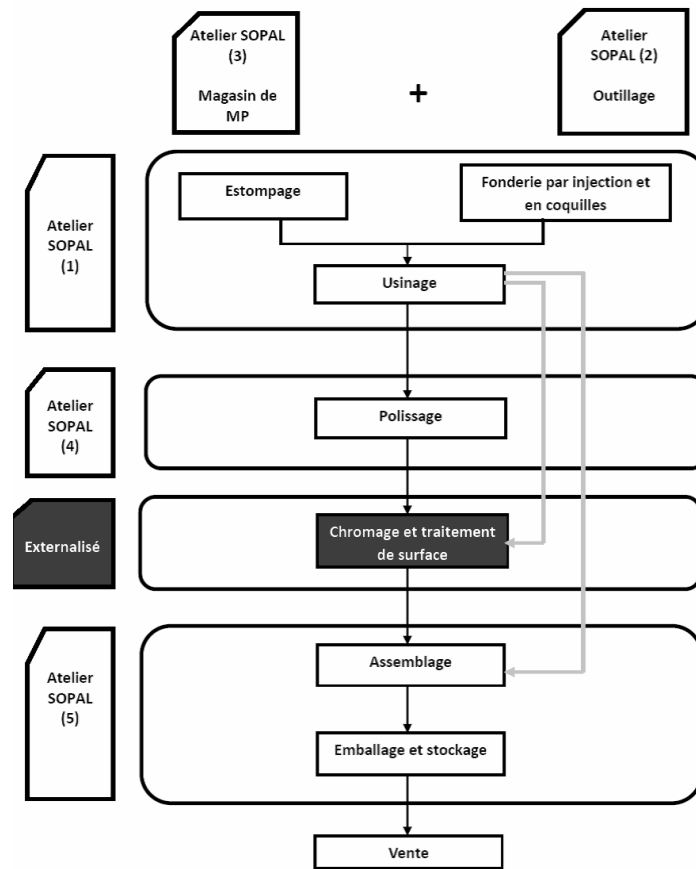 Atelier SOPAL
(3)
Magasin de
MP
+
Atelier
SOPAL (2)
Outillage
Atelier
SOPAL
(1)
Estompage
Fonderie par injection et
en coquilles
Usinage
Atelier
SOPAL
(4)
Polissage
Externalisé
Chromage et traitement
de surface
Atelier
SOPAL
(5)
Assemblage
Emballage et stockage
Vente